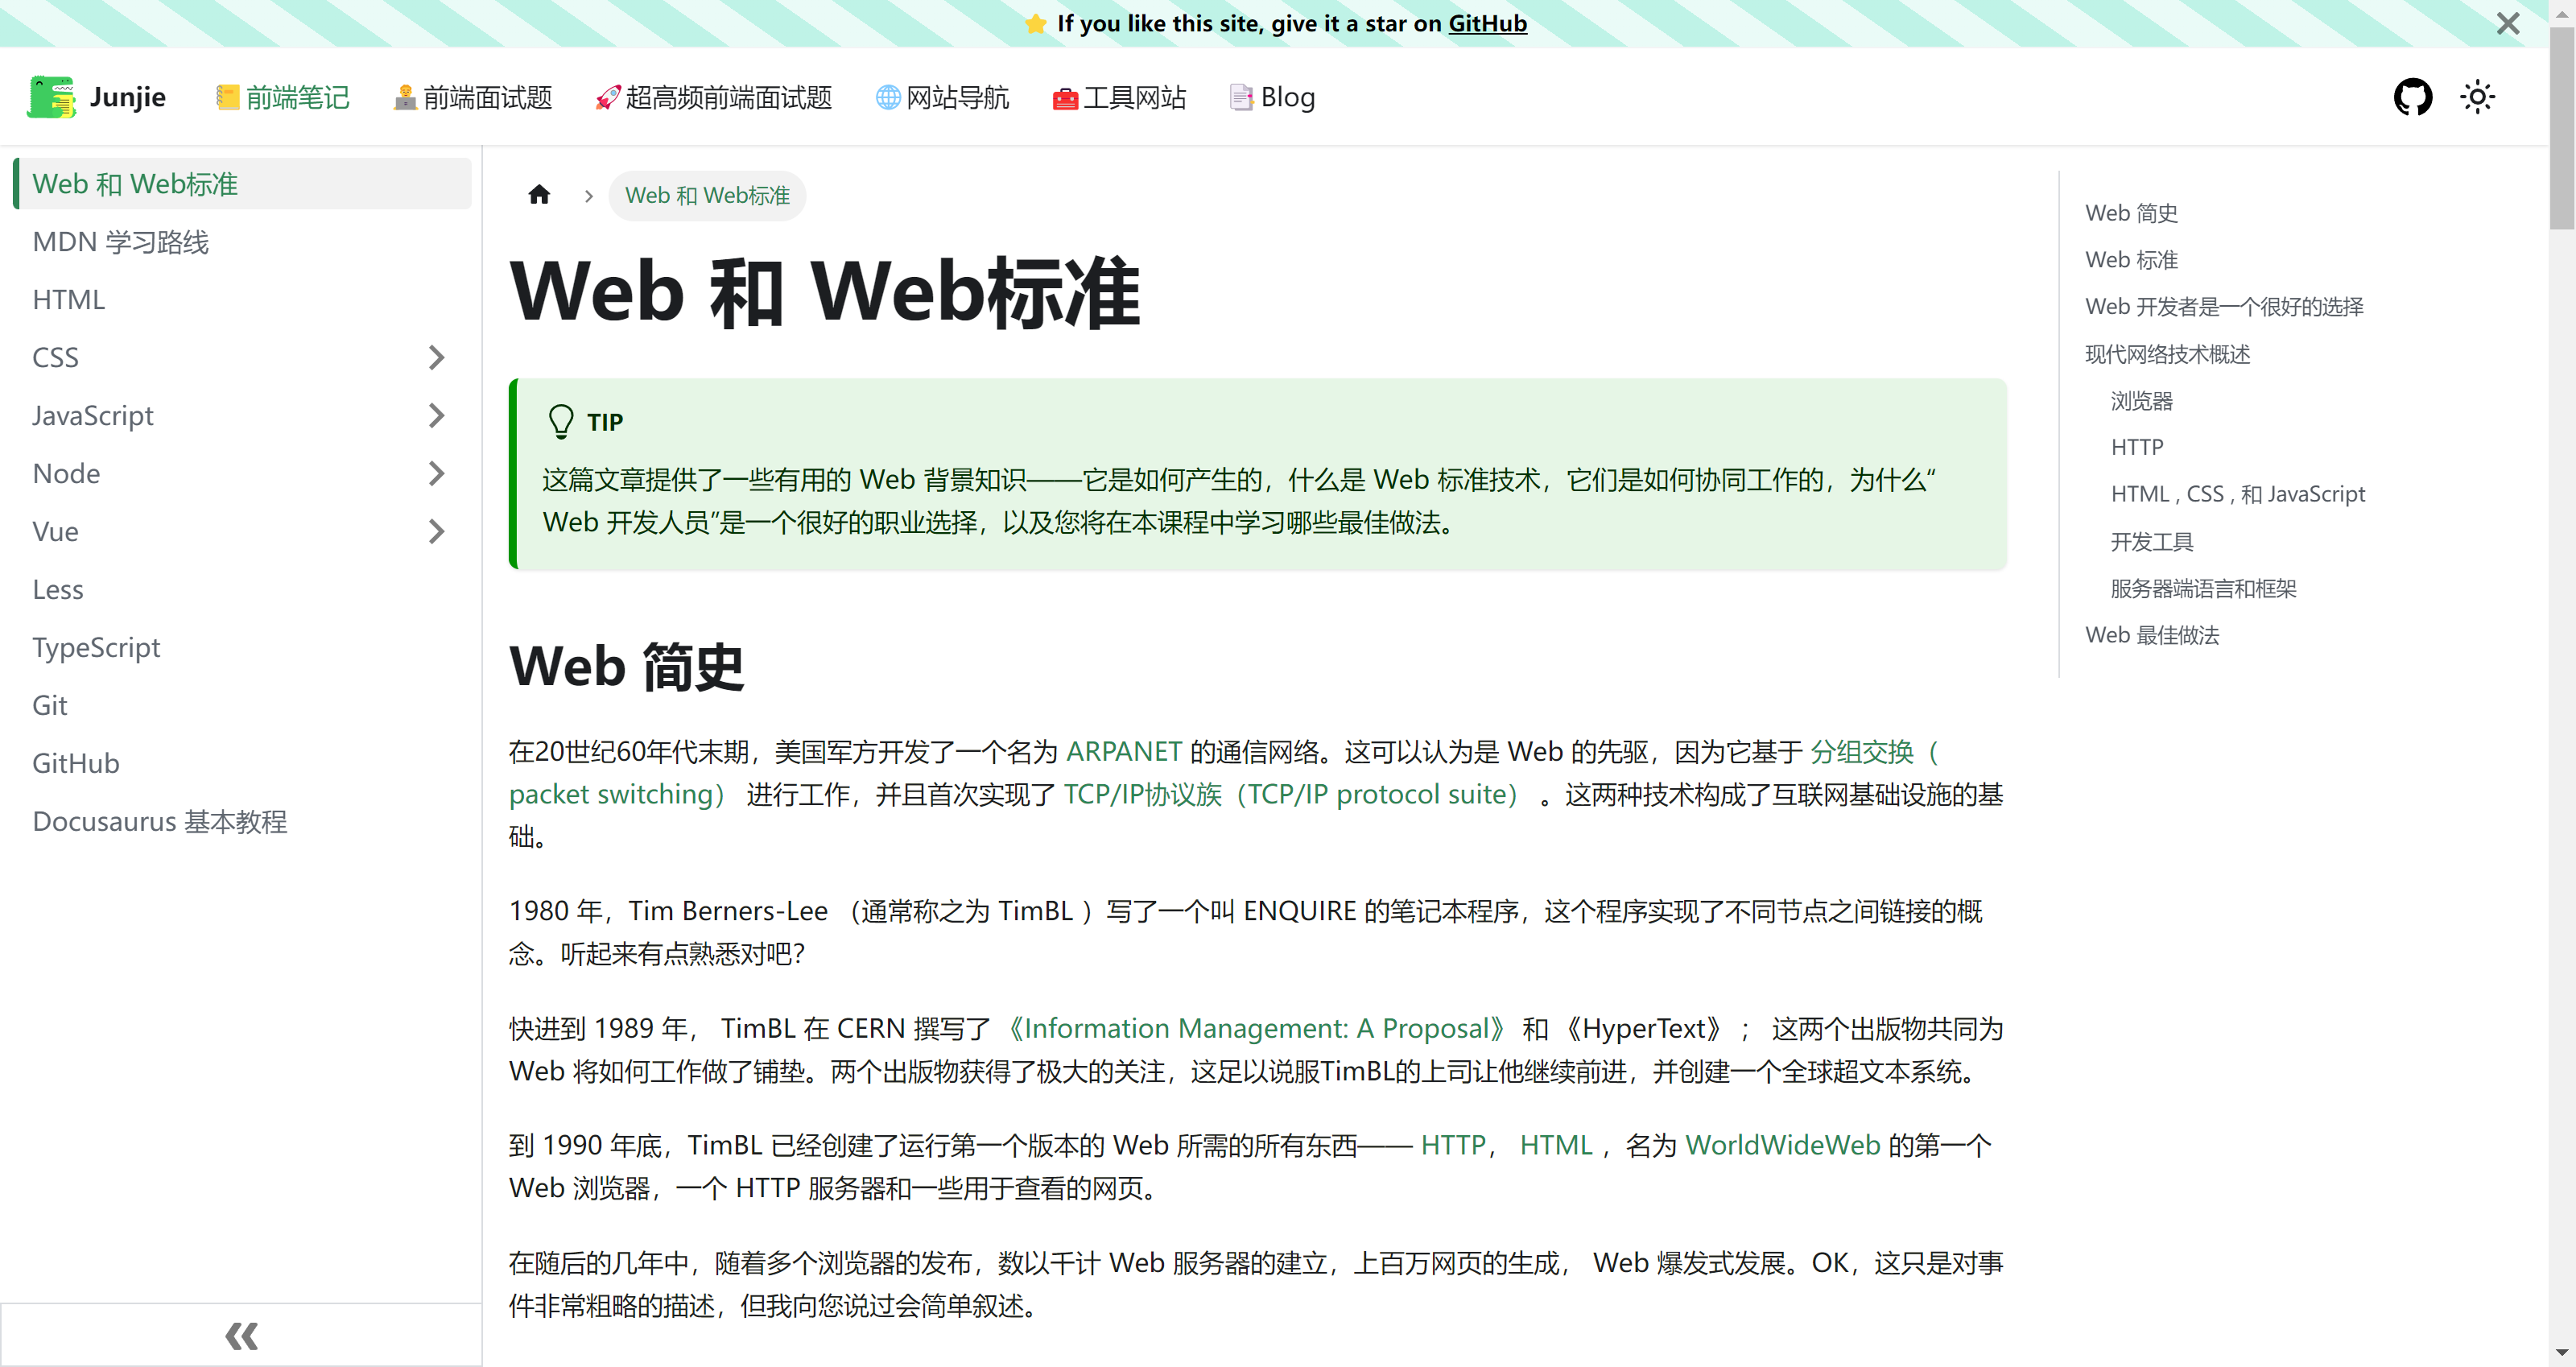 If you like this site, give it a star on GitHub
Junjie
前端笔记
前端面试题
超高频前端面试题
网站导航
工具网站
Blog
Web 和 Web标准
MDN 学习路线
HTML
CSS
JavaScript
Node
Vue
Less
TypeScript
Git
GitHub
Docusaurus 基本教程
Web 和 Web标准
Web 和 Web标准
TIP
这篇文章提供了一些有用的 Web 背景知识——它是如何产生的，什么是 Web 标准技术，它们是如何协同工作的，为什么“
Web 开发人员”是一个很好的职业选择，以及您将在本课程中学习哪些最佳做法。
Web 简史
在20世纪60年代末期，美国军方开发了一个名为 ARPANET 的通信网络。这可以认为是 Web 的先驱，因为它基于 分组交换（
packet switching） 进行工作，并且首次实现了 TCP/IP协议族（TCP/IP protocol suite） 。这两种技术构成了互联网基础设施的基
础。
1980 年，Tim Berners-Lee （通常称之为 TimBL ）写了一个叫 ENQUIRE 的笔记本程序，这个程序实现了不同节点之间链接的概
念。听起来有点熟悉对吧？
快进到 1989 年， TimBL 在 CERN 撰写了 《Information Management: A Proposal》 和 《HyperText》 ； 这两个出版物共同为
Web 将如何工作做了铺垫。两个出版物获得了极大的关注，这足以说服TimBL的上司让他继续前进，并创建一个全球超文本系统。
到 1990 年底，TimBL 已经创建了运行第一个版本的 Web 所需的所有东西—— HTTP， HTML ，名为 WorldWideWeb 的第一个
Web 浏览器，一个 HTTP 服务器和一些用于查看的网页。
在随后的几年中，随着多个浏览器的发布，数以千计 Web 服务器的建立，上百万网页的生成， Web 爆发式发展。OK，这只是对事
件非常粗略的描述，但我向您说过会简单叙述。
Web 简史
Web 标准
Web 开发者是一个很好的选择
现代网络技术概述
浏览器
HTTP
HTML , CSS , 和 JavaScript
开发工具
服务器端语言和框架
Web 最佳做法